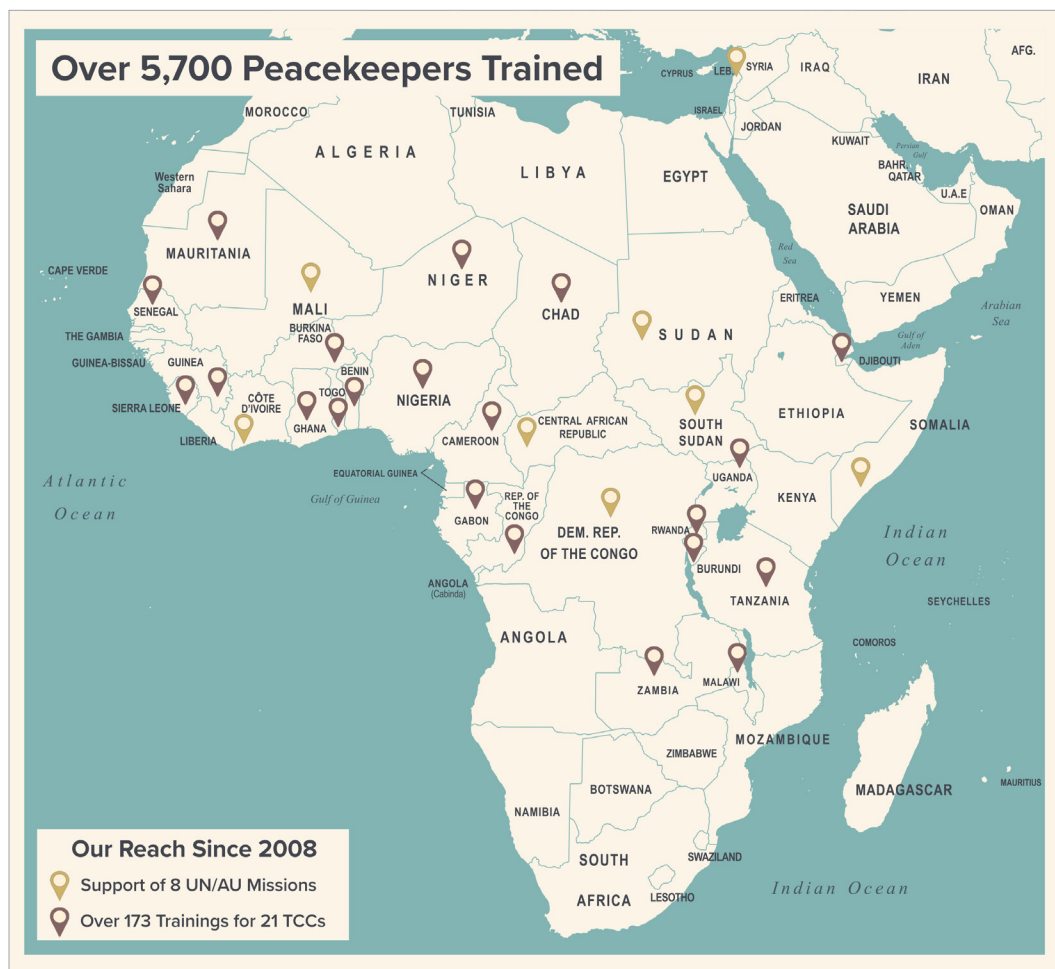 Over 5,700 Peacekeepers Trained
AFG.
CYPRUS
LEB.
SYRIA
IRAQ
IRAN
MOROCCO
TUNISIA
ISRAEL
JORDAN
KUWAIT
Persian
Gulf
ALGERIA
LIBYA
EGYPT
BAHR.
QATAR
U.A.E
OMAN
Western
Sahara
SAUDI
ARABIA
MAURITANIA
Red
Sea
CAPE VERDE
NIGER
MALI
CHAD
SUDAN
ERITREA
YEMEN
Arabian
Sea
SENEGAL
THE GAMBIA
BURKINA
FASO
Gulf of
Aden
DJIBOUTI
GUINEA-BISSAU
GUINEA
BENIN
TOGO
CÔTE
D'IVOIRE
NIGERIA
SIERRA LEONE
GHANA
ETHIOPIA
SOMALIA
LIBERIA
CAMEROON
CENTRAL AFRICAN
REPUBLIC
SOUTH
SUDAN
EQUATORIAL GUINEA
UGANDA
Atlantic
Ocean
Gulf of Guinea
REP. OF
THE
CONGO
KENYA
GABON
DEM. REP.
OF THE CONGO
RWANDA
Indian
Ocean
BURUNDI
ANGOLA
(Cabinda)
TANZANIA
SEYCHELLES
ANGOLA
COMOROS
ZAMBIA
MALAWI
MOZAMBIQUE
ZIMBABWE
MADAGASCAR
MAURITIUS
BOTSWANA
NAMIBIA
SWAZILAND
SOUTH
AFRICA
LESOTHO
Indian Ocean
Our Reach Since 2008
Support of 8 UN/AU Missions
Over 173 Trainings for 21 TCCs